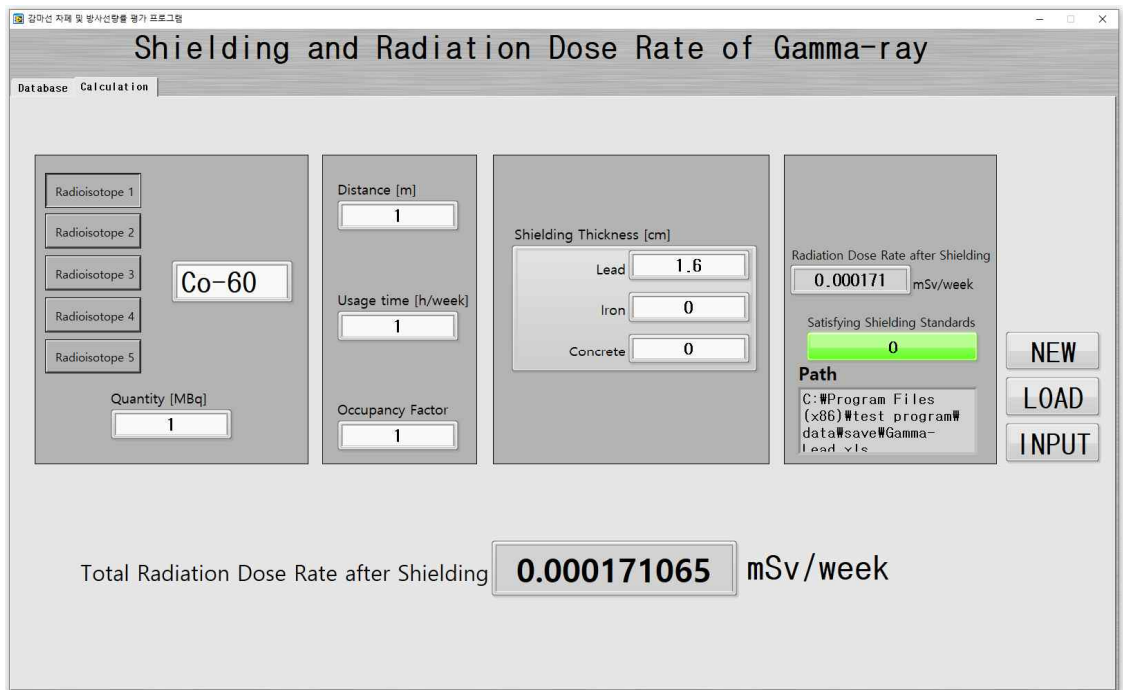 감마선 차폐 및 방사선량률 평가 프로그램
Shielding and Radiation Dose Rate of Gamma-ray
Database Calculation
Radioisotope 1
Radioisotope 2
Radioisotope 3
Radioisotope 4
Radioisotope 5
Co-60
Quantity [MBq]
1
Distance [m]
1
Usage time [h/week]
1
Occupancy Factor
1
Shielding Thickness [cm]
Lead 1.6
Iron 0
Concrete 0
Radiation Dose Rate after Shielding
0.000171 mSv/week
Satisfying Shielding Standards
0
Path
C:₩Program Files
(x86)₩test program₩
data₩save₩Gamma-
Lead.xls
NEW
LOAD
INPUT
Total Radiation Dose Rate after Shielding 0.000171065 mSv/week